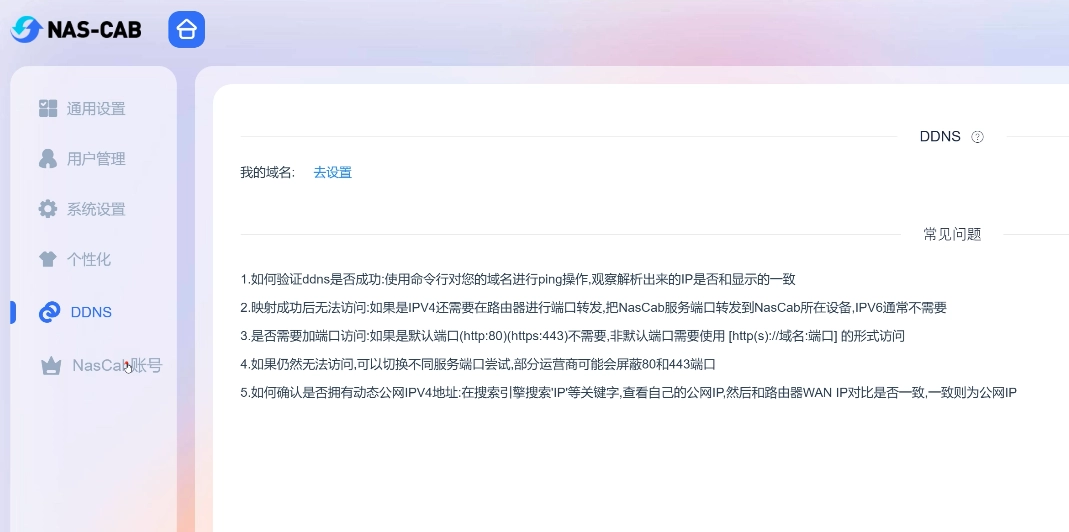 NAS-CAB
通用设置
用户管理
系统设置
个性化
DDNS
NasCab账号
DDNS ?
我的域名: 去设置
常见问题
1.如何验证ddns是否成功:使用命令行对您的域名进行ping操作,观察解析出来的IP是否和显示的一致
2.映射成功后无法访问:如果是IPV4还需要在路由器进行端口转发,把NasCab服务端口转发到NasCab所在设备,IPV6通常不需要
3.是否需要加端口访问:如果是默认端口(http:80)(https:443)不需要,非默认端口需要使用 [http(s)://域名:端口] 的形式访问
4.如果仍然无法访问,可以切换不同服务端口尝试,部分运营商可能会屏蔽80和443端口
5.如何确认是否拥有动态公网IPV4地址:在搜索引擎搜索'IP'等关键字,查看自己的公网IP,然后和路由器WAN IP对比是否一致,一致则为公网IP